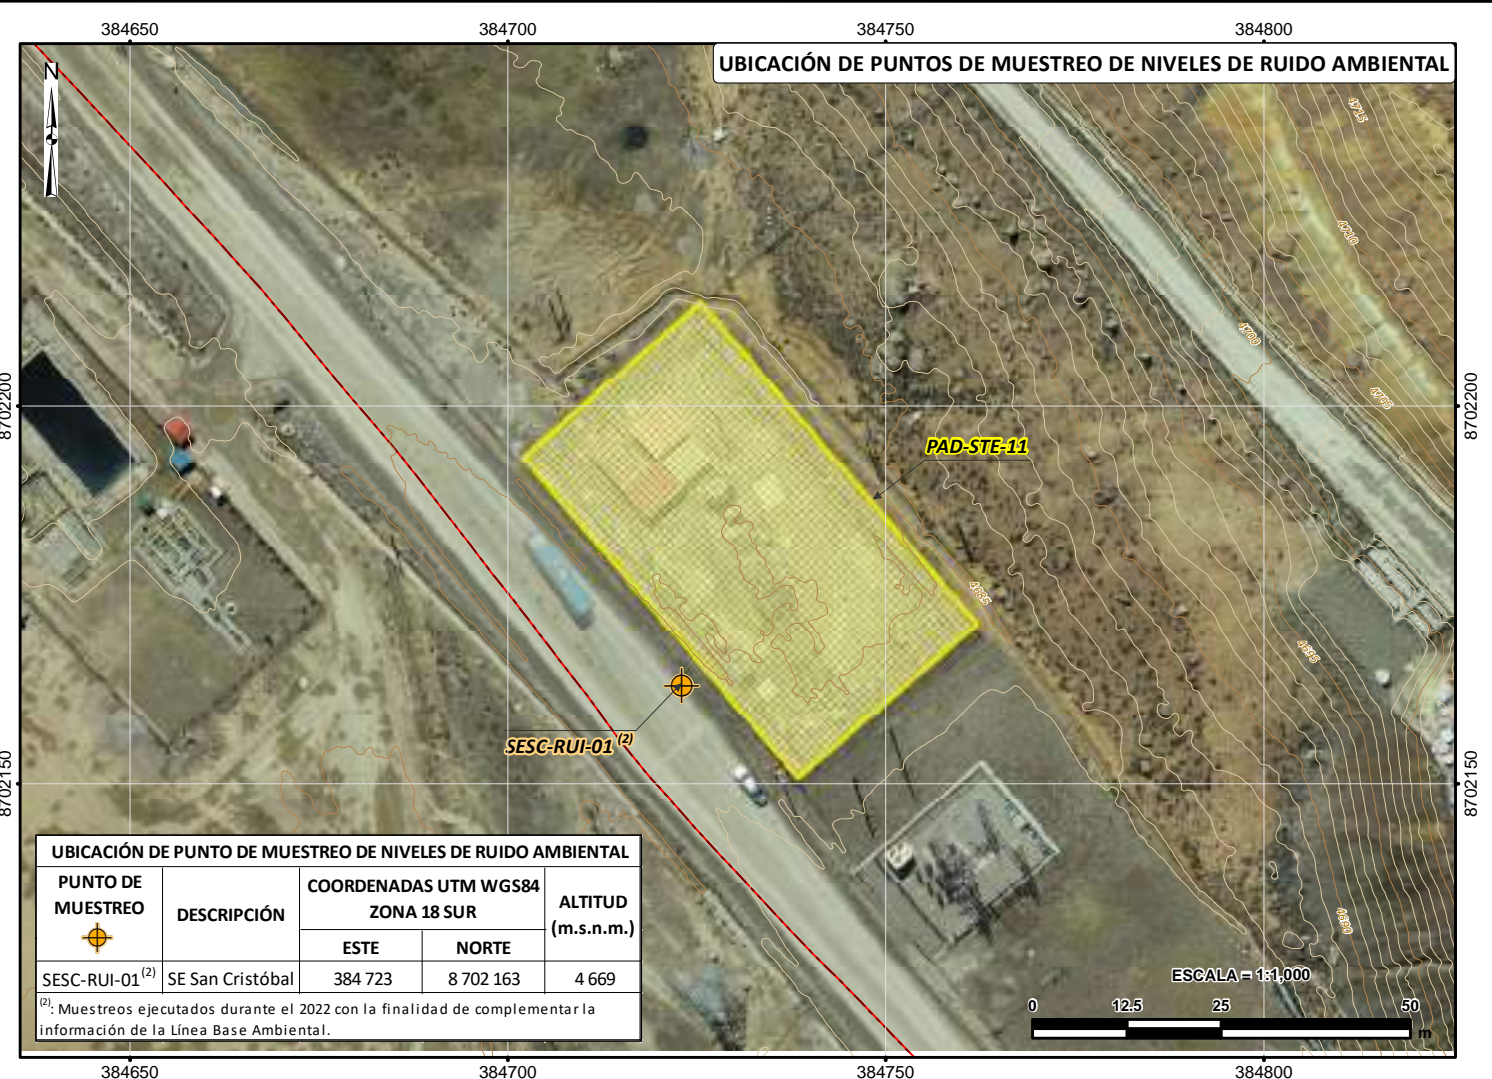 384650
384700
384750
384800
UBICACIÓN DE PUNTOS DE MUESTREO DE NIVELES DE RUIDO AMBIENTAL
N
4715
4710
4700
4705
8702200
8702200
PAD-STE-11
4685
4695
SESC-RUI-01 (2)
8702150
8702150
4690
UBICACIÓN DE PUNTO DE MUESTREO DE NIVELES DE RUIDO AMBIENTAL
PUNTO DE MUESTREO
DESCRIPCIÓN
COORDENADAS UTM WGS84 ZONA 18 SUR
ALTITUD (m.s.n.m.)
ESTE
NORTE
SESC-RUI-01(2) SE San Cristóbal 384 723 8 702 163 4 669
(2): Muestreos ejecutados durante el 2022 con la finalidad de complementar la
información de la Línea Base Ambiental.
ESCALA = 1:1,000
0 12.5 25 50
m
384650
384700
384750
384800